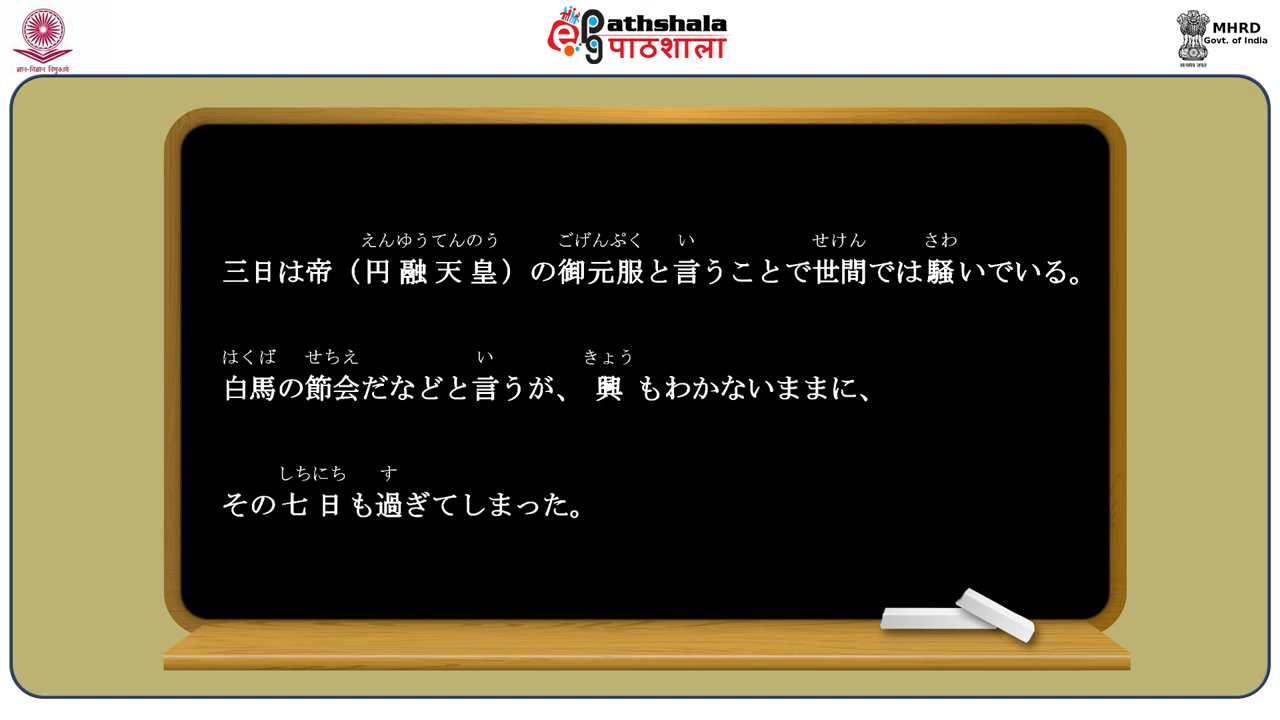 ज्ञान-विज्ञान विमुक्तये
ePathshala
पाठशाला
MHRD
Govt. of India
सत्यमेव जयते
えんゆうてんのう ごげんぷく い せけん さわ
三日は帝（円融天皇）の御元服と言うことで世間では騒いでいる。
はくば せちえ い きょう
白馬の節会だなどと言うが、興もわかないままに、
しちにち す
その七日も過ぎてしまった。